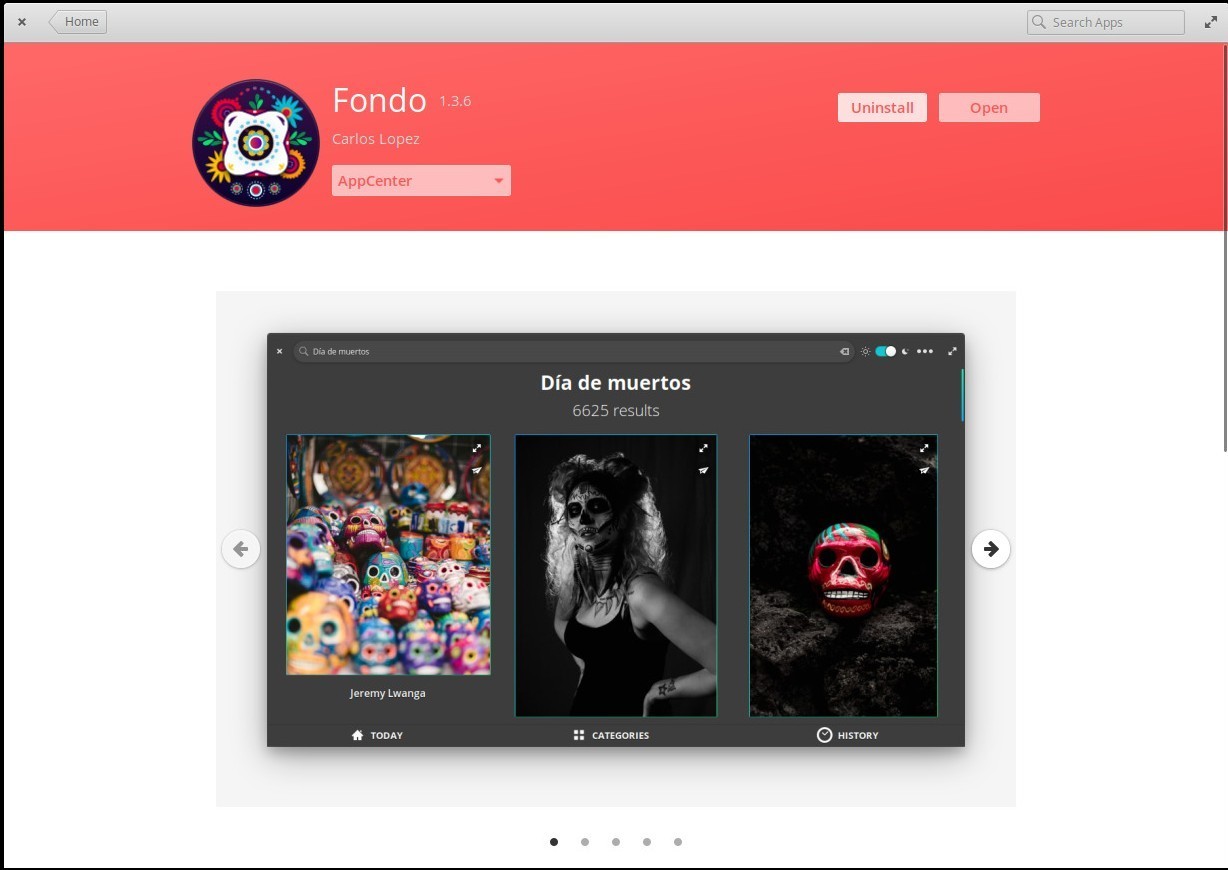 Home
Search Apps
Fondo 1.3.6
Uninstall
Open
Carlos Lopez
AppCenter
Día de muertos
Día de muertos
6625 results
Jeremy Lwanga
TODAY
CATEGORIES
HISTORY